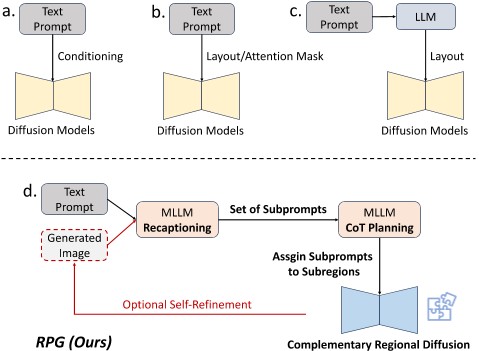 a.
Text
Prompt
Conditioning
Diffusion Models
b.
Text
Prompt
Layout/Attention Mask
Diffusion Models
c.
Text
Prompt
LLM
Layout
Diffusion Models
d.
Text
Prompt
Generated
Image
MLLM
Recaptioning
Set of Subprompts
MLLM
CoT Planning
Assgin Subprompts
to Subregions
Optional Self-Refinement
RPG (Ours)
Complementary Regional Diffusion